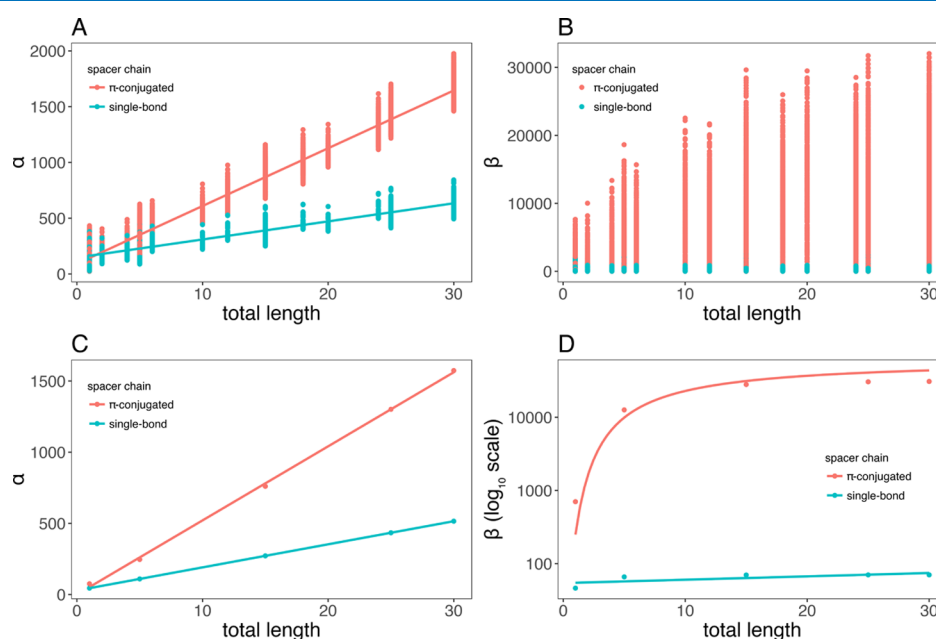 A
spacer chain
π-conjugated
single-bond
α
2000
1500
1000
500
0
0 10 20 30
total length
B
spacer chain
π-conjugated
single-bond
β
30000
20000
10000
0
0 10 20 30
total length
C
spacer chain
π-conjugated
single-bond
α
1500
1000
500
0
0 10 20 30
total length
D
β (log₁₀ scale)
10000
1000
100
spacer chain
π-conjugated
single-bond
0 10 20 30
total length